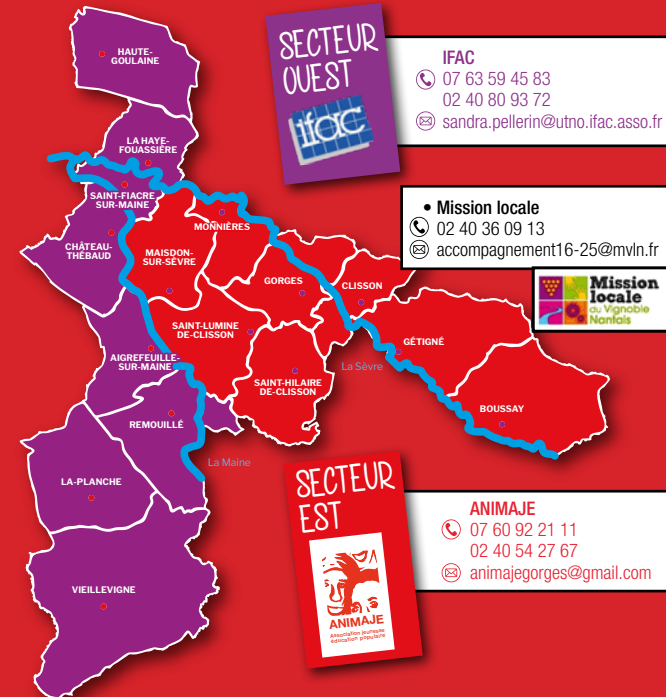 HAUTE-
GOULAINE
LA HAYE-
FOUASSIÈRE
SAINT-FIACRE
SUR-MAINE
CHÂTEAU-
THÉBAUD
MAISDON-
SUR-SÈVRE
MONNIÈRES
GORGES
CLISSON
SAINT-LUMINE
DE-CLISSON
AIGREFEUILLE-
SUR-MAINE
SAINT-HILAIRE
DE-CLISSON
La Sèvre
GÉTIGNÉ
BOUSSAY
REMOUILLÉ
La Maine
LA-PLANCHE
VIEILLEVIGNE
SECTEUR
OUEST
ifac
IFAC
07 63 59 45 83
02 40 80 93 72
sandra.pellerin@utno.ifac.asso.fr
• Mission locale
02 40 36 09 13
accompagnement16-25@mvln.fr
Mission
locale
du Vignoble
Nantais
SECTEUR
EST
ANIMAJE
Association jeunesse
éducation populaire
ANIMAJE
07 60 92 21 11
02 40 54 27 67
animajegorges@gmail.com